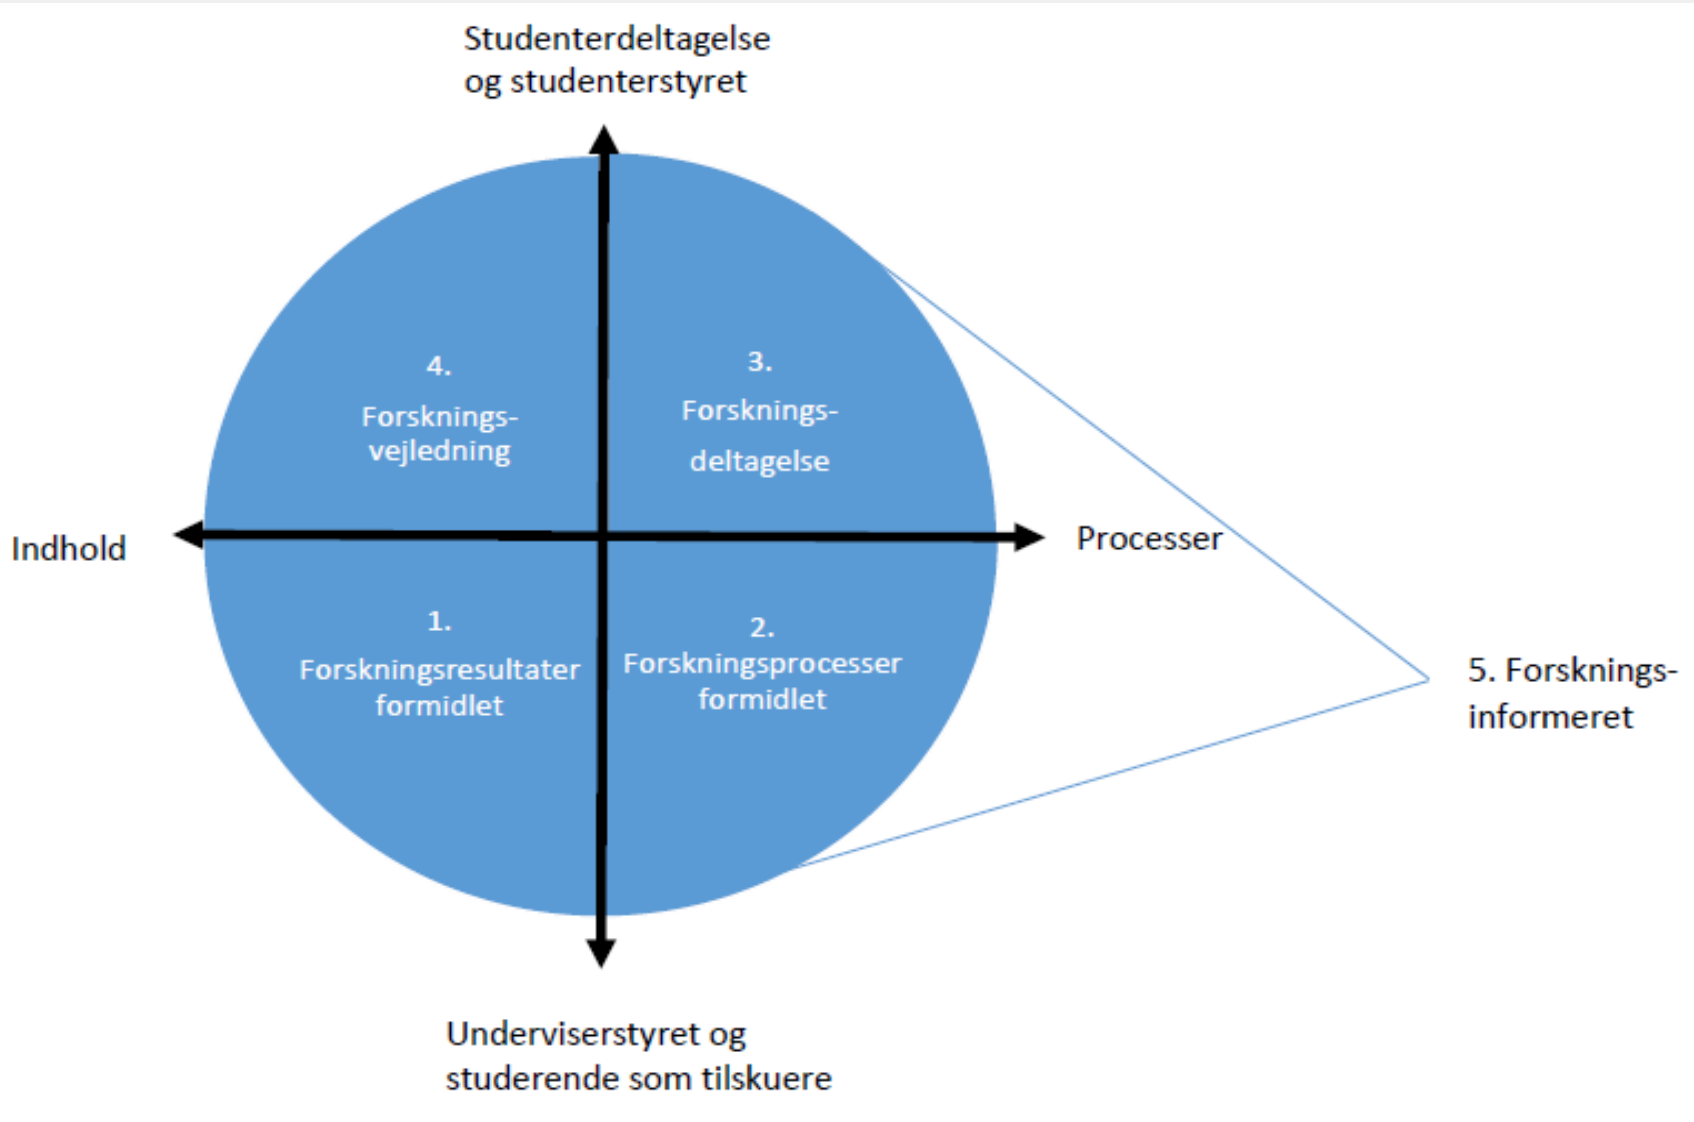 Studenterdeltagelse
og studenterstyret
4.
Forsknings-
vejledning
3.
Forsknings-
deltagelse
Indhold
Processer
1.
Forskningsresultater
formidlet
2.
Forskningsprocesser
formidlet
5. Forsknings-
informeret
Underviserstyret og
studerende som tilskuere